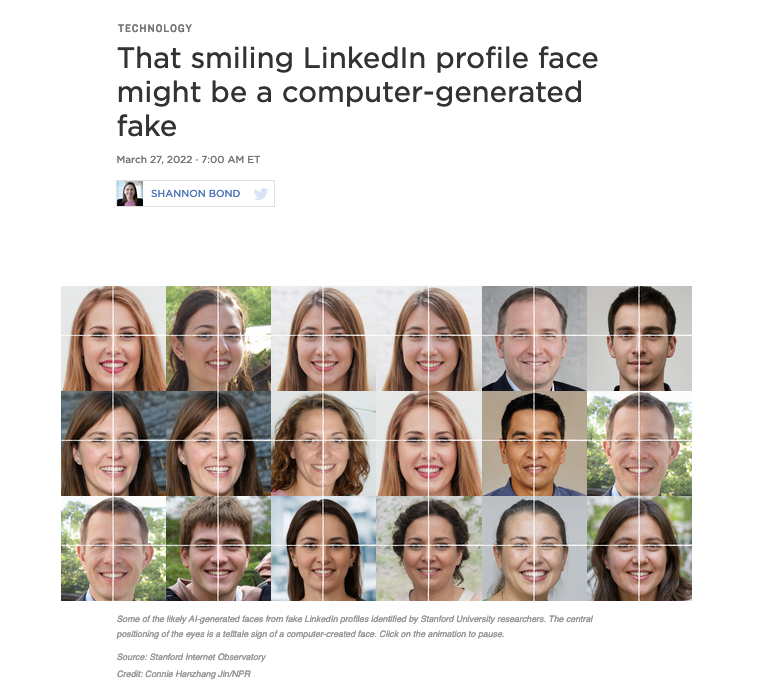 TECHNOLOGY
That smiling LinkedIn profile face
might be a computer-generated
fake
March 27, 2022 · 7:00 AM ET
SHANNON BOND
Some of the likely AI-generated faces from fake LinkedIn profiles identified by Stanford University researchers. The central
positioning of the eyes is a telltale sign of a computer-created face. Click on the animation to pause.
Source: Stanford Internet Observatory
Credit: Connie Hanzhang Jin/NPR